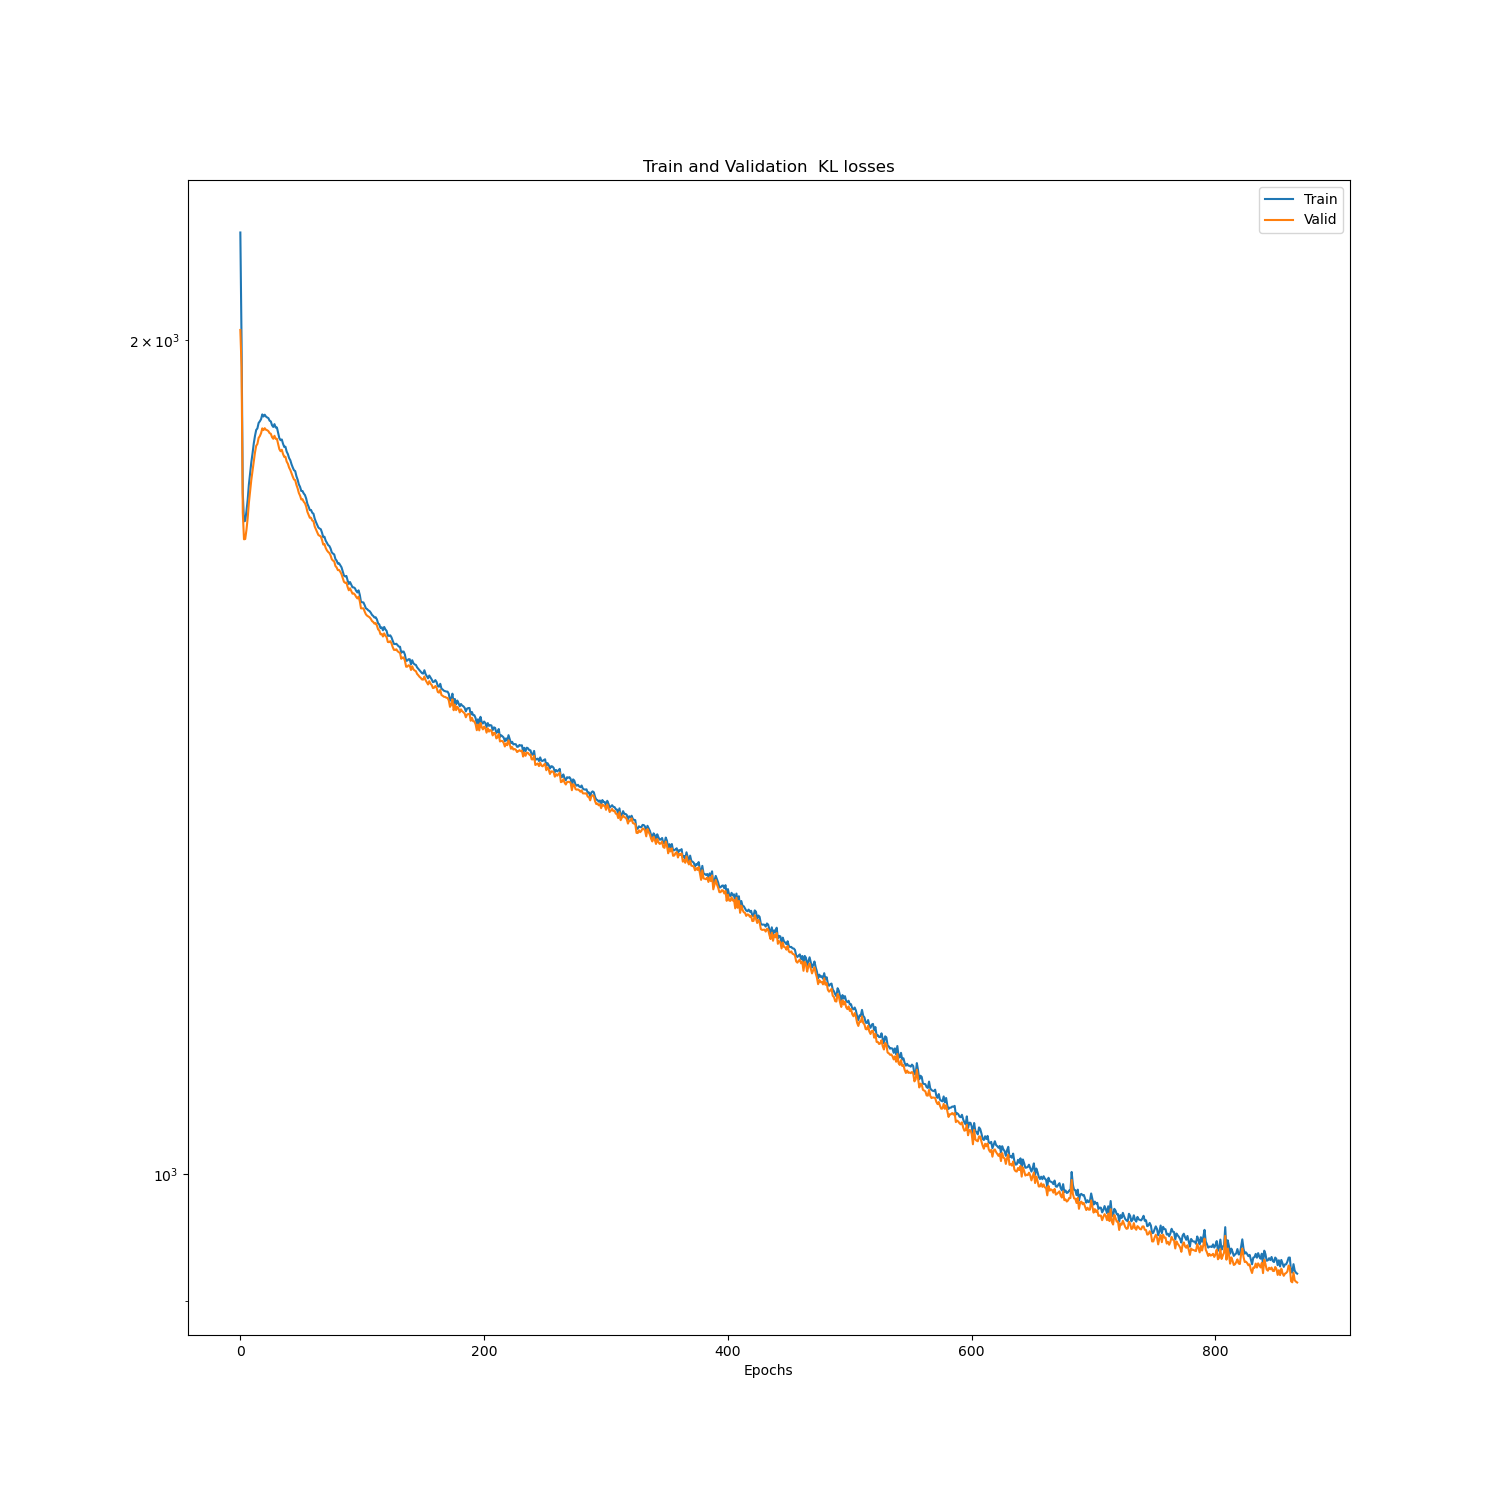 Train and Validation  KL losses
Train
Valid
2 × 10³
10³
0 200 400 600 800
Epochs